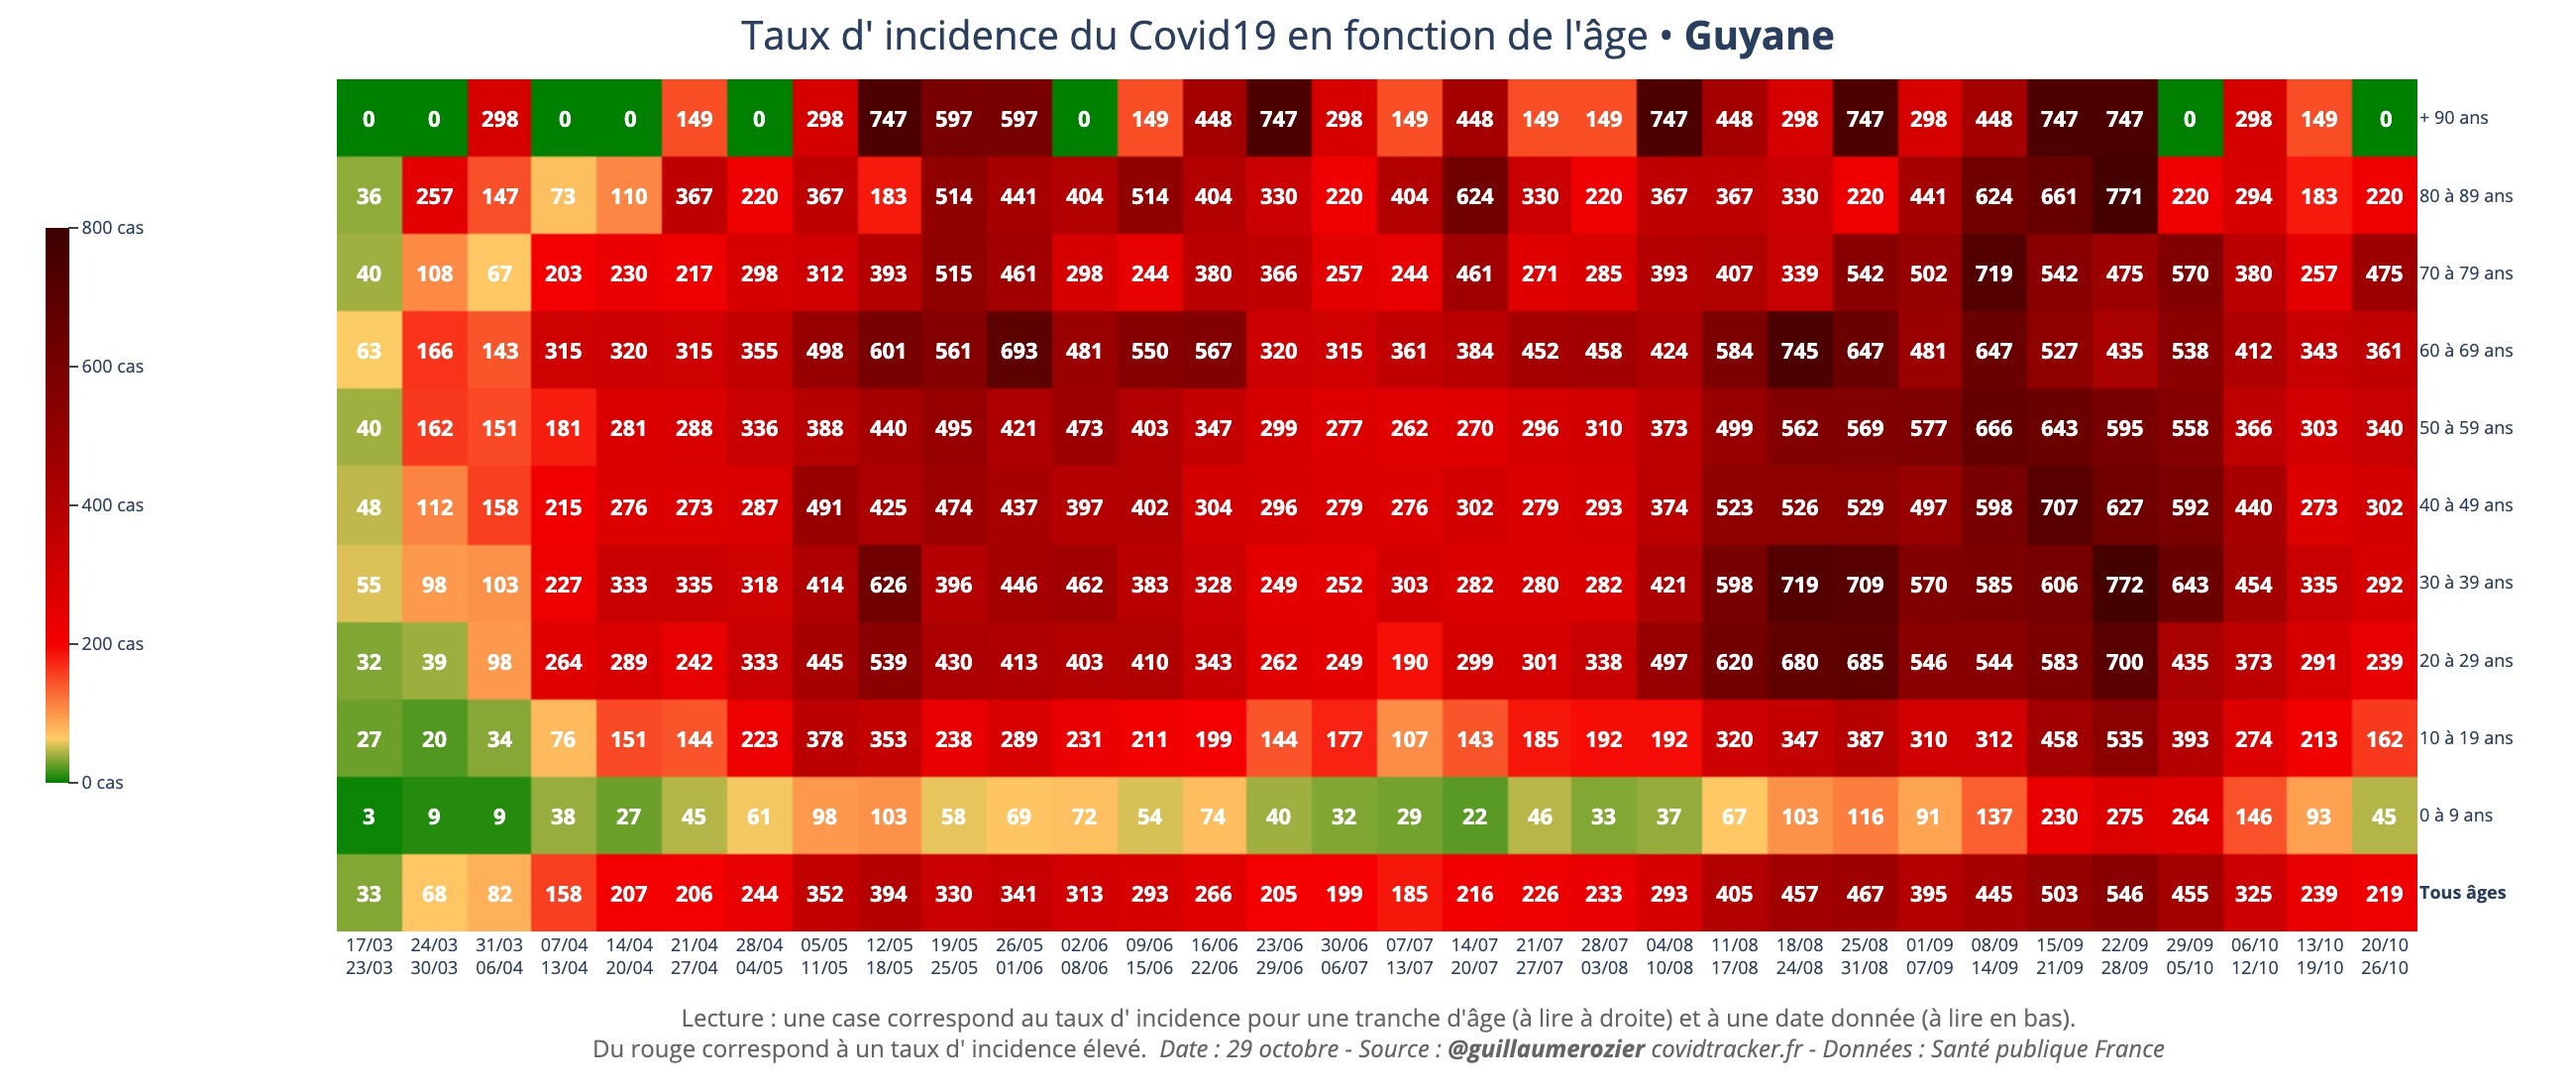 Taux d' incidence du Covid19 en fonction de l'âge • Guyane
800 cas
600 cas
400 cas
200 cas
0 cas
0 0 298 0 0 149 0 298 747 597 597 0 149 448 747 298 149 448 149 149 747 448 298 747 298 448 747 747 0 298 149 0 + 90 ans
36 257 147 73 110 367 220 367 183 514 441 404 514 404 330 220 404 624 330 220 367 367 330 220 441 624 661 771 220 294 183 220 80 à 89 ans
40 108 67 203 230 217 298 312 393 515 461 298 244 380 366 257 244 461 271 285 393 407 339 542 502 719 542 475 570 380 257 475 70 à 79 ans
63 166 143 315 320 315 355 498 601 561 693 481 550 567 320 315 361 384 452 458 424 584 745 647 481 647 527 435 538 412 343 361 60 à 69 ans
40 162 151 181 281 288 336 388 440 495 421 473 403 347 299 277 262 270 296 310 373 499 562 569 577 666 643 595 558 366 303 340 50 à 59 ans
48 112 158 215 276 273 287 491 425 474 437 397 402 304 296 279 276 302 279 293 374 523 526 529 497 598 707 627 592 440 273 302 40 à 49 ans
55 98 103 227 333 335 318 414 626 396 446 462 383 328 249 252 303 282 280 282 421 598 719 709 570 585 606 772 643 454 335 292 30 à 39 ans
32 39 98 264 289 242 333 445 539 430 413 403 410 343 262 249 190 299 301 338 497 620 680 685 546 544 583 700 435 373 291 239 20 à 29 ans
27 20 34 76 151 144 223 378 353 238 289 231 211 199 144 177 107 143 185 192 192 320 347 387 310 312 458 535 393 274 213 162 10 à 19 ans
3 9 9 38 27 45 61 98 103 58 69 72 54 74 40 32 29 22 46 33 37 67 103 116 91 137 230 275 264 146 93 45 0 à 9 ans
33 68 82 158 207 206 244 352 394 330 341 313 293 266 205 199 185 216 226 233 293 405 457 467 395 445 503 546 455 325 239 219 Tous âges
17/03 24/03 31/03 07/04 14/04 21/04 28/04 05/05 12/05 19/05 26/05 02/06 09/06 16/06 23/06 30/06 07/07 14/07 21/07 28/07 04/08 11/08 18/08 25/08 01/09 08/09 15/09 22/09 29/09 06/10 13/10 20/10
23/03 30/03 06/04 13/04 20/04 27/04 04/05 11/05 18/05 25/05 01/06 08/06 15/06 22/06 29/06 06/07 13/07 20/07 27/07 03/08 10/08 17/08 24/08 31/08 07/09 14/09 21/09 28/09 05/10 12/10 19/10 26/10
Lecture : une case correspond au taux d' incidence pour une tranche d'âge (à lire à droite) et à une date donnée (à lire en bas).
Du rouge correspond à un taux d' incidence élevé. Date : 29 octobre - Source : @guillaumerozier covidtracker.fr - Données : Santé publique France